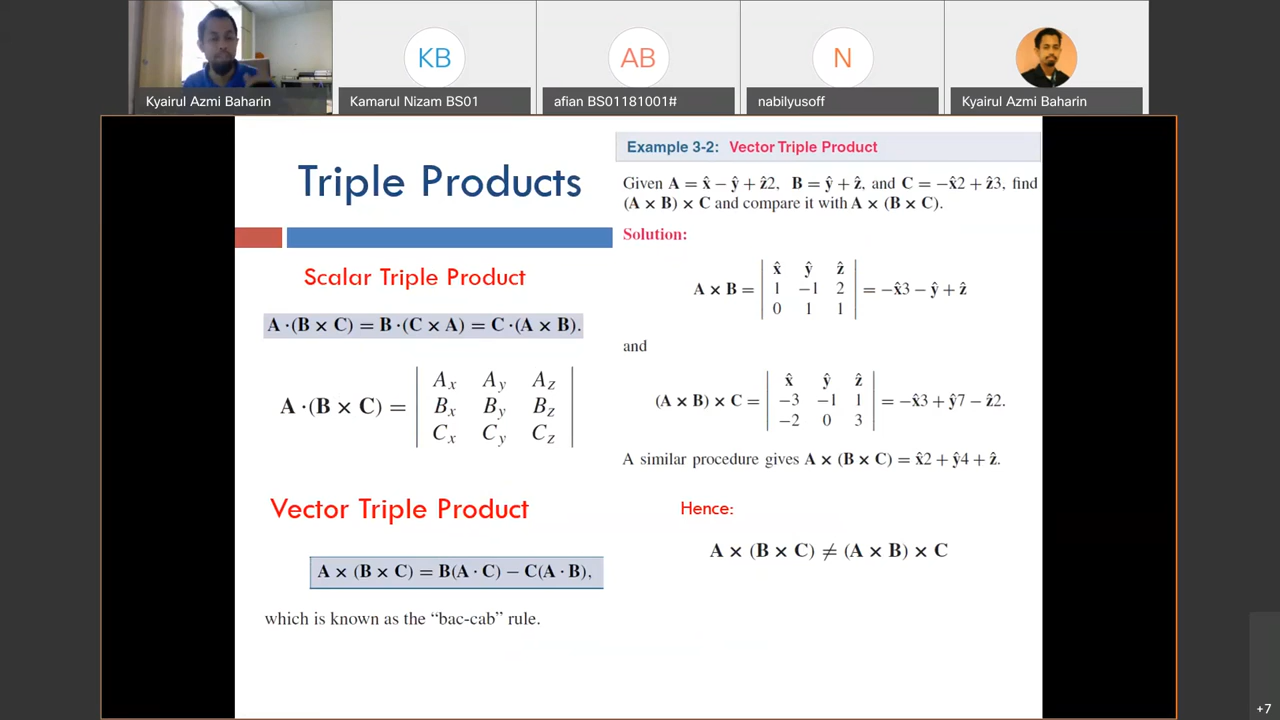 KB
AB
N
Kyairul Azmi Baharin
Kamarul Nizam BS01
afian BS01181001#
nabilyusoff
Kyairul Azmi Baharin
Triple Products
Scalar Triple Product
A · (B × C) = B · (C × A) = C · (A × B).
A · (B × C) =
A_x A_y A_z
B_x B_y B_z
C_x C_y C_z
Vector Triple Product
A × (B × C) = B(A · C) − C(A · B),
which is known as the “bac-cab” rule.
Example 3-2: Vector Triple Product
Given A = x̂ − ŷ + ẑ2, B = ŷ + ẑ, and C = −x̂2 + ẑ3, find
(A × B) × C and compare it with A × (B × C).
Solution:
x̂ ŷ ẑ
A × B = | 1 −1 2 | = −x̂3 − ŷ + ẑ
0 1 1
and
x̂ ŷ ẑ
(A × B) × C = | −3 −1 1 | = −x̂3 + ŷ7 − ẑ2.
−2 0 3
A similar procedure gives A × (B × C) = x̂2 + ŷ4 + ẑ.
Hence:
A × (B × C) ≠ (A × B) × C
+7